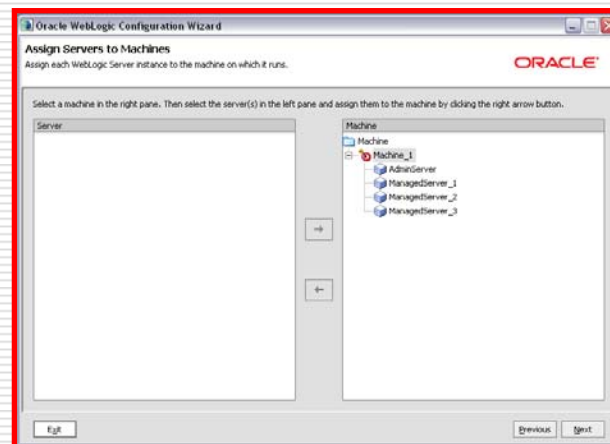 Oracle WebLogic Configuration Wizard
Assign Servers to Machines
Assign each WebLogic Server instance to the machine on which it runs.
ORACLE
Select a machine in the right pane. Then select the server(s) in the left pane and assign them to the machine by clicking the right arrow button.
Server
Machine
Machine
Machine_1
AdminServer
ManagedServer_1
ManagedServer_2
ManagedServer_3
Exit
Previous
Next